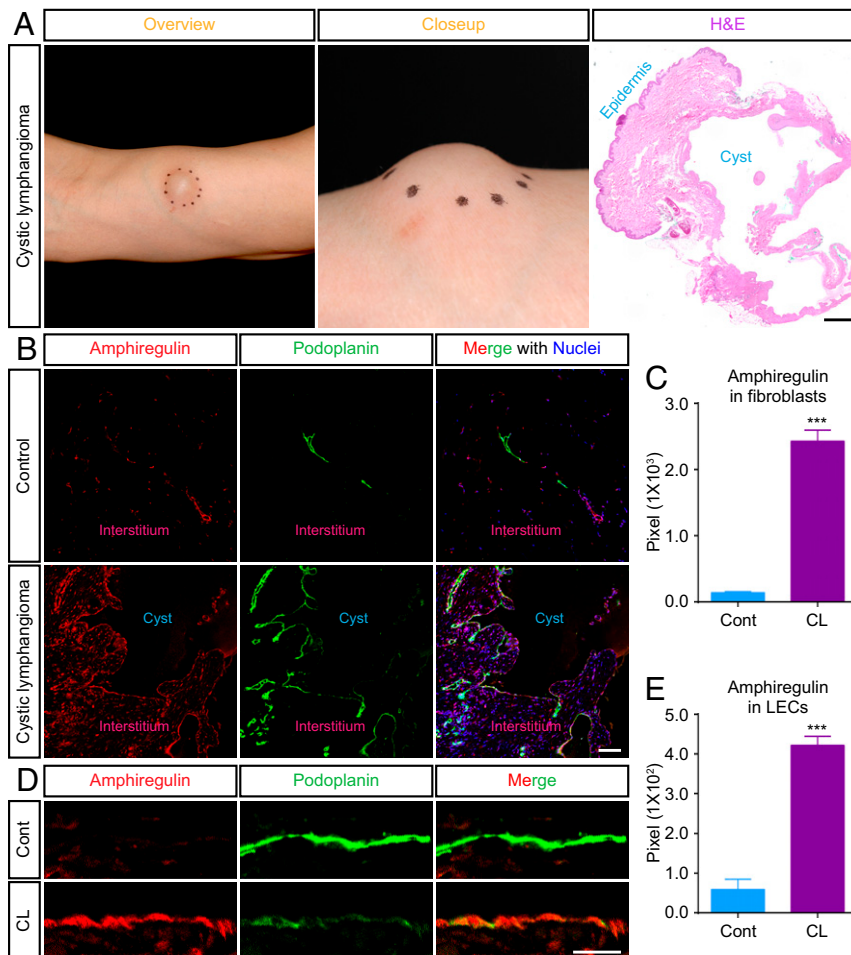 A
Overview
Closeup
H&E
Cystic lymphangioma
Epidermis
Cyst
B
Amphiregulin
Podoplanin
Merge with Nuclei
Control
Interstitium
Interstitium
Interstitium
Cystic lymphangioma
Cyst
Interstitium
Cyst
Interstitium
Cyst
Interstitium
C
Amphiregulin
in fibroblasts
***
Pixel (1X10³)
3.0
2.0
1.0
0.0
Cont
CL
D
Amphiregulin
Podoplanin
Merge
Cont
CL
E
Amphiregulin
in LECs
***
Pixel (1X10²)
5.0
4.0
3.0
2.0
1.0
0.0
Cont
CL